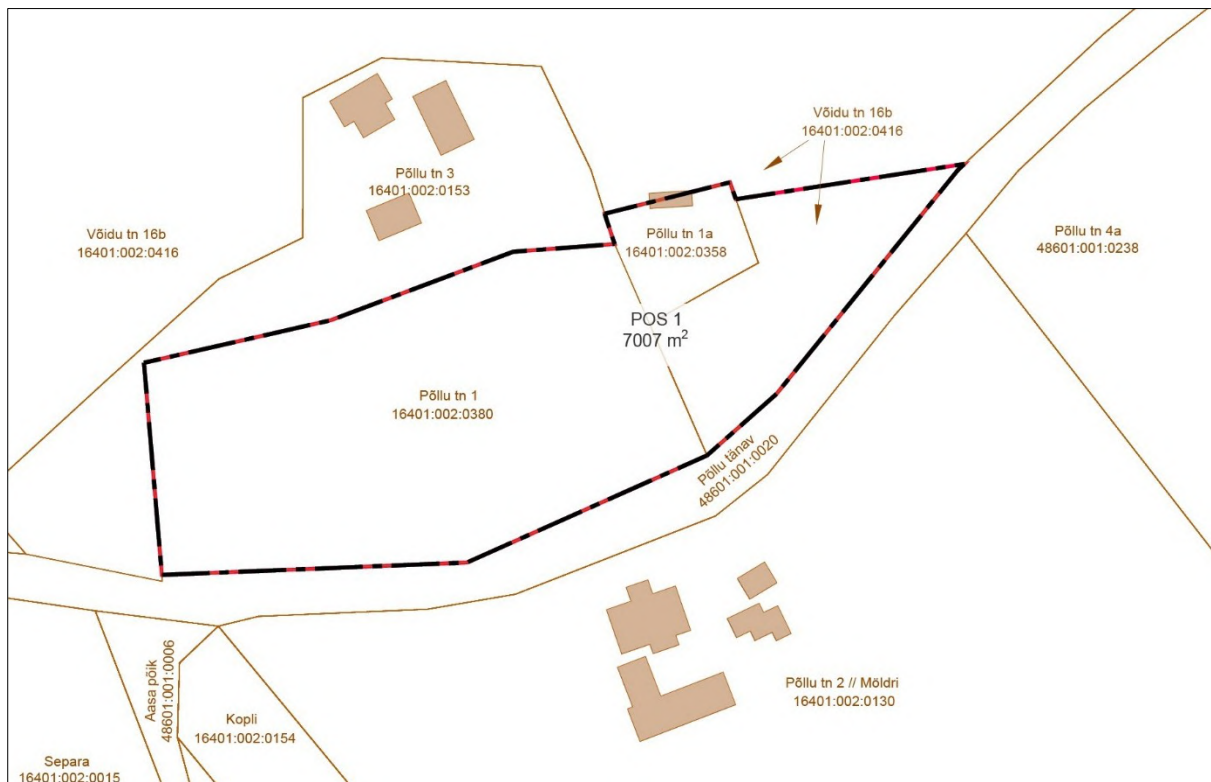 Võidu tn 16b
16401:002:0416
Põllu tn 3
16401:002:0153
Võidu tn 16b
16401:002:0416
Põllu tn 1a
16401:002:0358
Põllu tn 4a
48601:001:0238
POS 1
7007 m²
Põllu tn 1
16401:002:0380
Põllu tänav
48601:001:0020
Aasa põik
48601:001:0006
Kopli
16401:002:0154
Põllu tn 2 // Möldri
16401:002:0130
Separa
16401:002:0015